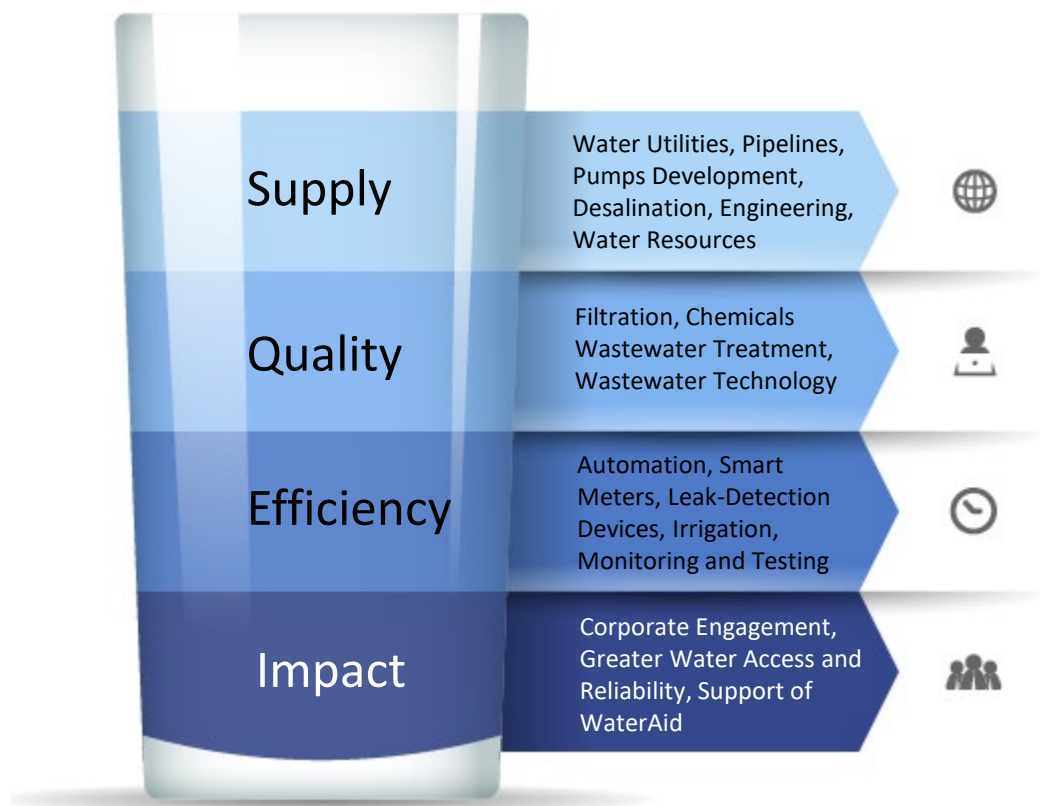 Supply
Water Utilities, Pipelines,
Pumps Development,
Desalination, Engineering,
Water Resources
Quality
Filtration, Chemicals
Wastewater Treatment,
Wastewater Technology
Efficiency
Automation, Smart
Meters, Leak-Detection
Devices, Irrigation,
Monitoring and Testing
Impact
Corporate Engagement,
Greater Water Access and
Reliability, Support of
WaterAid